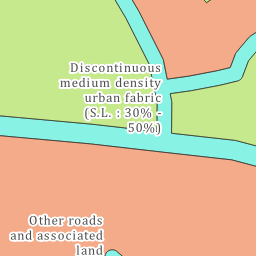 Discontinuous
medium density
urban fabric
(S.L. : 30% -
50%)
Other roads
and associated
land